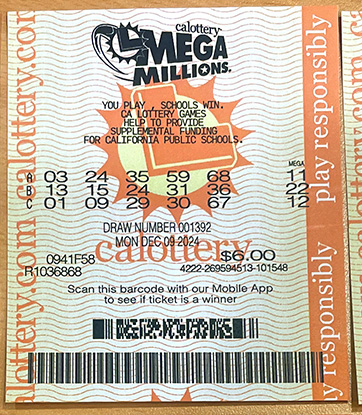 calottery
MEGA
MILLIONS®
YOU PLAY, SCHOOLS WIN.
CA LOTTERY GAMES
HELP TO PROVIDE
SUPPLEMENTAL FUNDING
FOR CALIFORNIA PUBLIC SCHOOLS.
MEGA
A 03 24 35 59 68 11
B 13 15 24 31 36 22
C 01 09 29 30 67 12
DRAW NUMBER 001392
MON DEC 09 2024
calottery
0941F58 $6.00
R1036868 4222-269594513-101548
Scan this barcode with our Mobile App
to see if ticket is a winner
alottery.com calottery.com
play responsibly
y responsibly